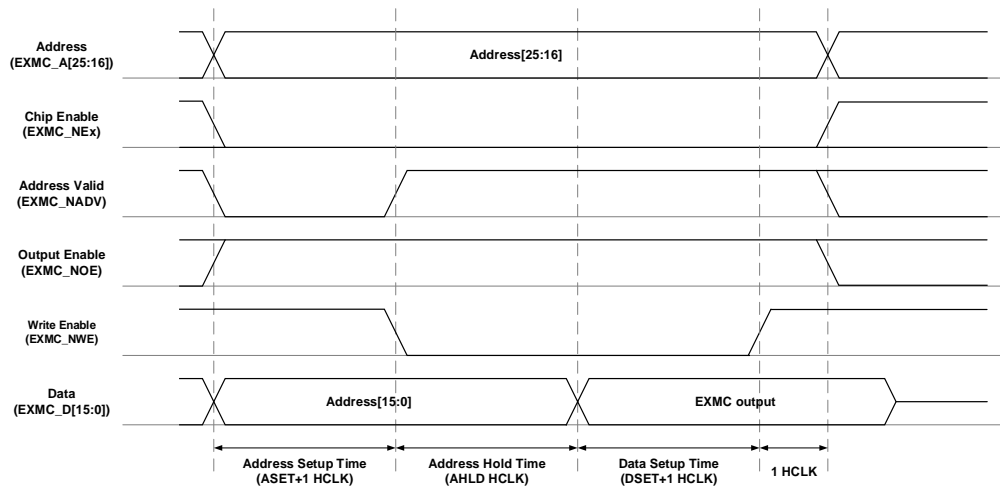 Address
(EXMC_A[25:16])
Address[25:16]
Chip Enable
(EXMC_NEx)
Address Valid
(EXMC_NADV)
Output Enable
(EXMC_NOE)
Write Enable
(EXMC_NWE)
Data
(EXMC_D[15:0])
Address[15:0]
EXMC output
Address Setup Time
(ASET+1 HCLK)
Address Hold Time
(AHLD HCLK)
Data Setup Time
(DSET+1 HCLK)
1 HCLK